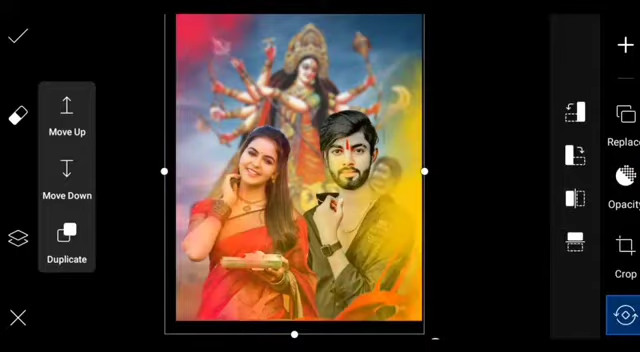 Move Up
Move Down
Duplicate
Replac
Opacity
Crop